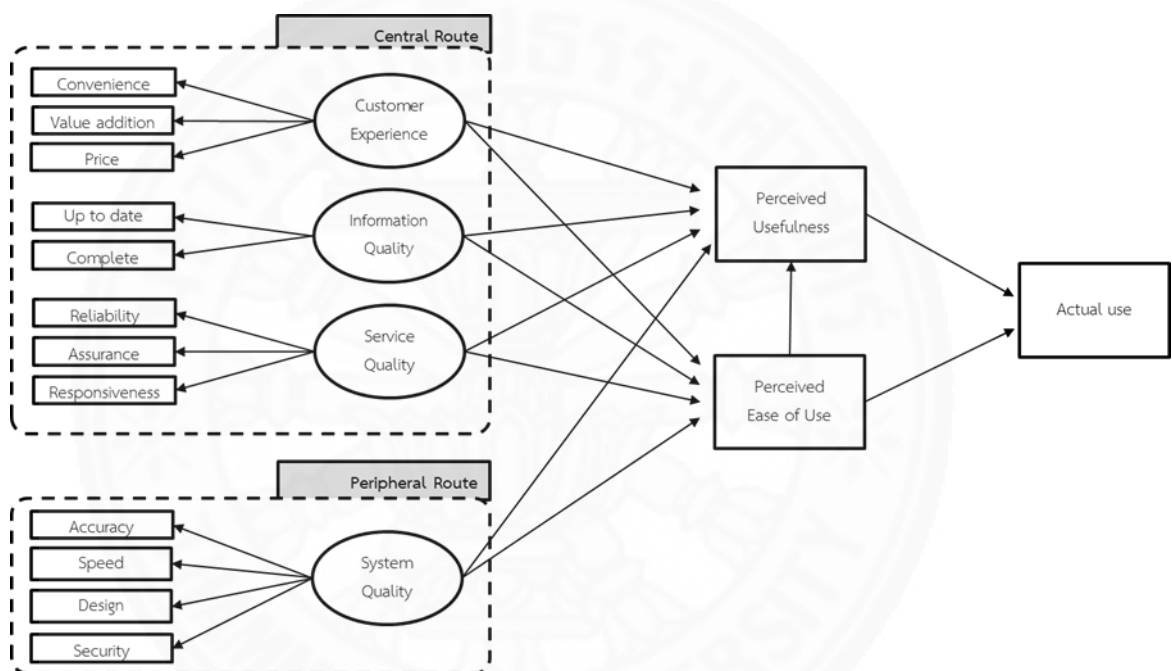 Central Route
Convenience
Value addition
Price
Customer
Experience
Up to date
Complete
Information
Quality
Reliability
Assurance
Responsiveness
Service
Quality
Perceived
Usefulness
Perceived
Ease of Use
Actual use
Peripheral Route
Accuracy
Speed
Design
Security
System
Quality